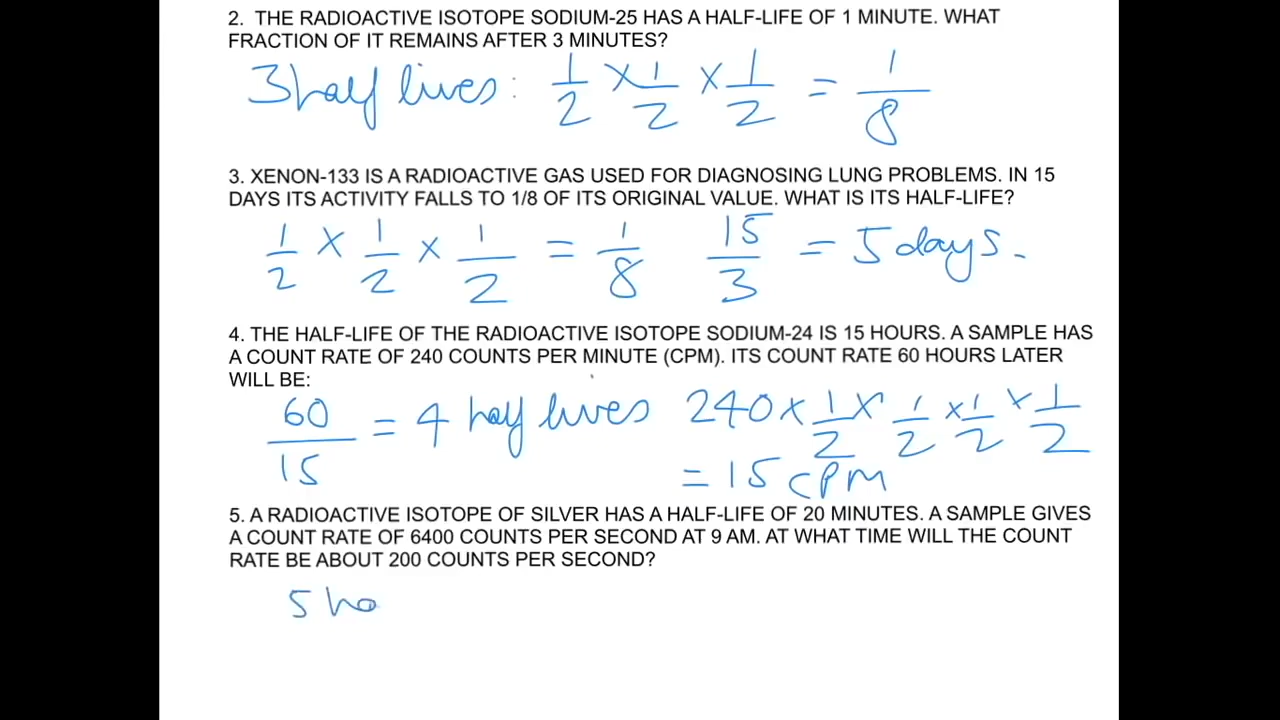 2. THE RADIOACTIVE ISOTOPE SODIUM-25 HAS A HALF-LIFE OF 1 MINUTE. WHAT
FRACTION OF IT REMAINS AFTER 3 MINUTES?
3 half lives: 1/2 × 1/2 × 1/2 = 1/8
3. XENON-133 IS A RADIOACTIVE GAS USED FOR DIAGNOSING LUNG PROBLEMS. IN 15
DAYS ITS ACTIVITY FALLS TO 1/8 OF ITS ORIGINAL VALUE. WHAT IS ITS HALF-LIFE?
1/2 × 1/2 × 1/2 = 1/8 15/3 = 5 days.
4. THE HALF-LIFE OF THE RADIOACTIVE ISOTOPE SODIUM-24 IS 15 HOURS. A SAMPLE HAS
A COUNT RATE OF 240 COUNTS PER MINUTE (CPM). ITS COUNT RATE 60 HOURS LATER
WILL BE:
60/15 = 4 half lives 240 × 1/2 × 1/2 × 1/2 × 1/2
= 15 CPM
5. A RADIOACTIVE ISOTOPE OF SILVER HAS A HALF-LIFE OF 20 MINUTES. A SAMPLE GIVES
A COUNT RATE OF 6400 COUNTS PER SECOND AT 9 AM. AT WHAT TIME WILL THE COUNT
RATE BE ABOUT 200 COUNTS PER SECOND?
5 ha